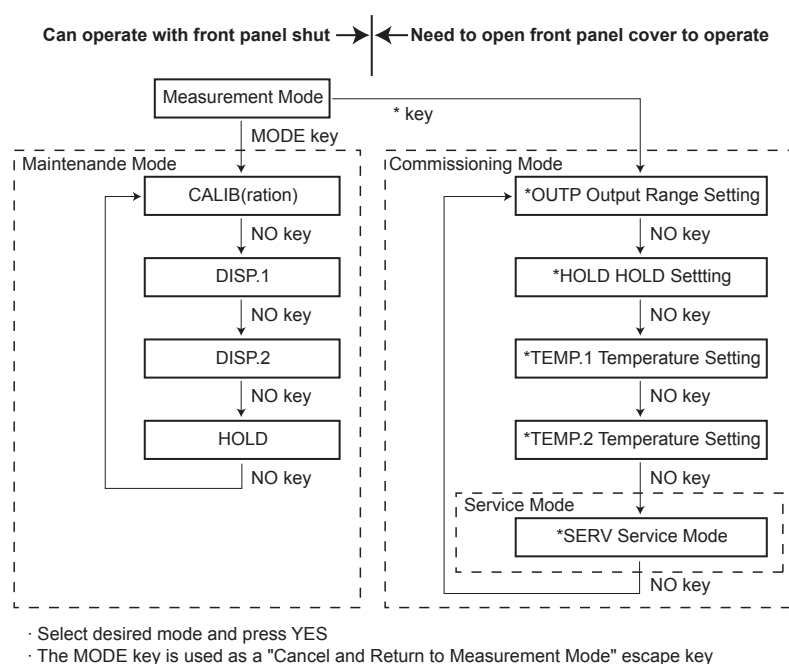 Can operate with front panel shut
Need to open front panel cover to operate
Measurement Mode
* key
MODE key
Maintenande Mode
CALIB(ration)
NO key
DISP.1
NO key
DISP.2
NO key
HOLD
NO key
Commissioning Mode
*OUTP Output Range Setting
NO key
*HOLD HOLD Settting
NO key
*TEMP.1 Temperature Setting
NO key
*TEMP.2 Temperature Setting
NO key
Service Mode
*SERV Service Mode
NO key
· Select desired mode and press YES
· The MODE key is used as a "Cancel and Return to Measurement Mode" escape key